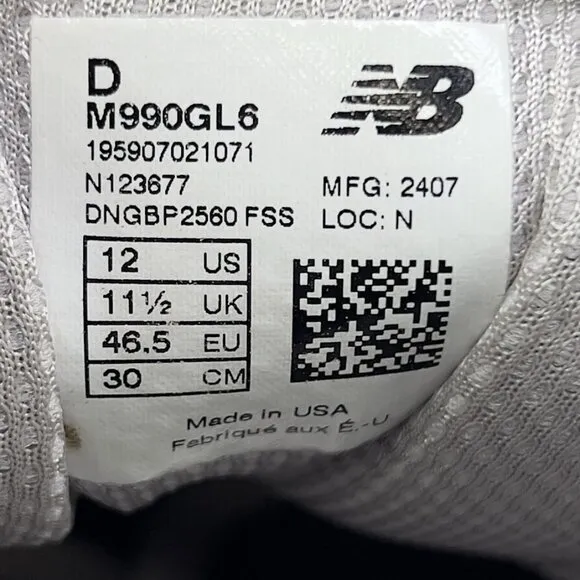 D
M990GL6
NB
195907021071
N123677
MFG: 2407
DNGBP2560 FSS
LOC: N
12 US
11½ UK
46.5 EU
30 CM
Made in USA
Fabriqué aux É.-U